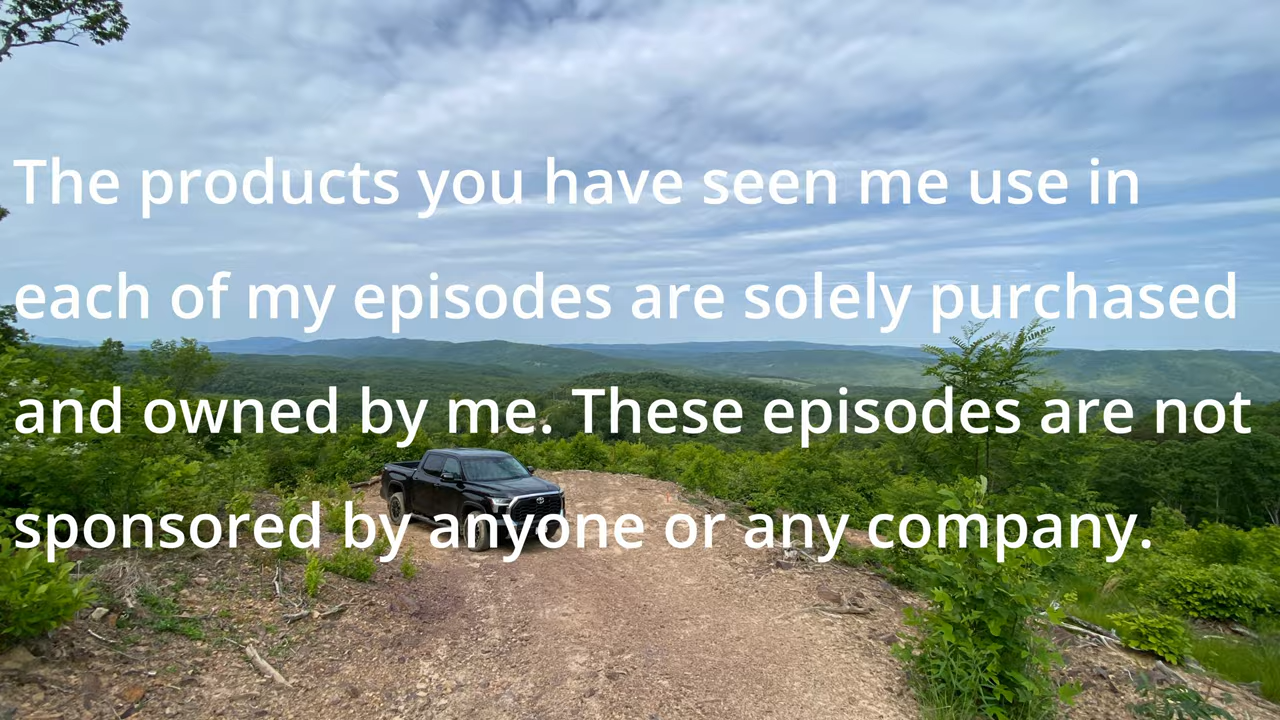 The products you have seen me use in
each of my episodes are solely purchased
and owned by me. These episodes are not
sponsored by anyone or any company.